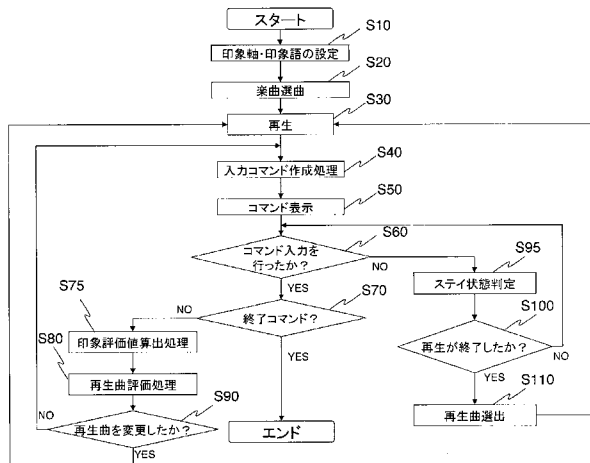 スタート
S10
印象軸・印象語の設定
S20
楽曲選曲
S30
再生
S40
入力コマンド作成処理
S50
コマンド表示
S60
コマンド入力を
行ったか？
NO
YES
S95
ステイ状態判定
S70
終了コマンド？
NO
YES
S75
印象評価値算出処理
S80
再生曲評価処理
S90
再生曲を変更したか？
NO
YES
S100
再生が終了したか？
NO
YES
S110
再生曲選出
エンド